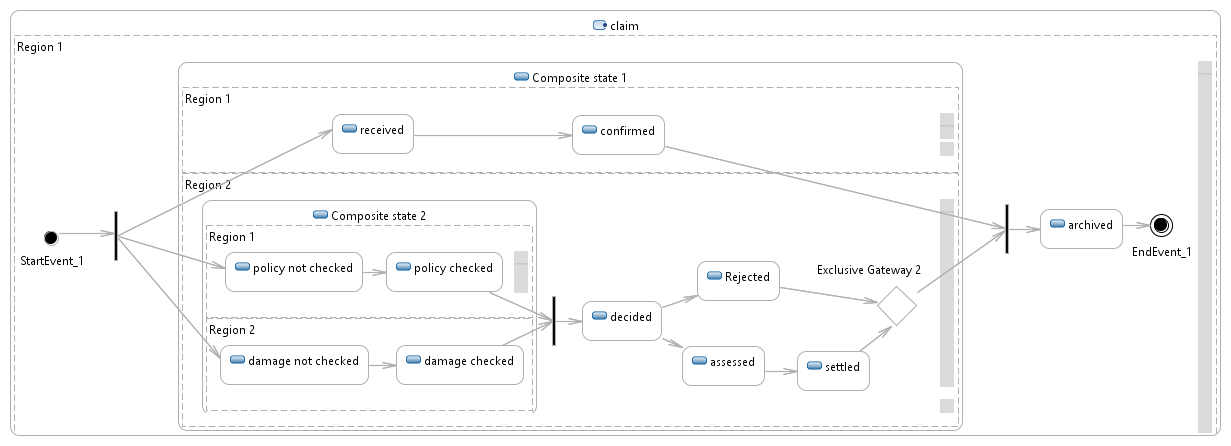 claim
Region 1
Composite state 1
Region 1
received
confirmed
Region 2
Composite state 2
Region 1
policy not checked
policy checked
Region 2
damage not checked
damage checked
decided
Rejected
assessed
settled
Exclusive Gateway 2
StartEvent_1
archived
EndEvent_1